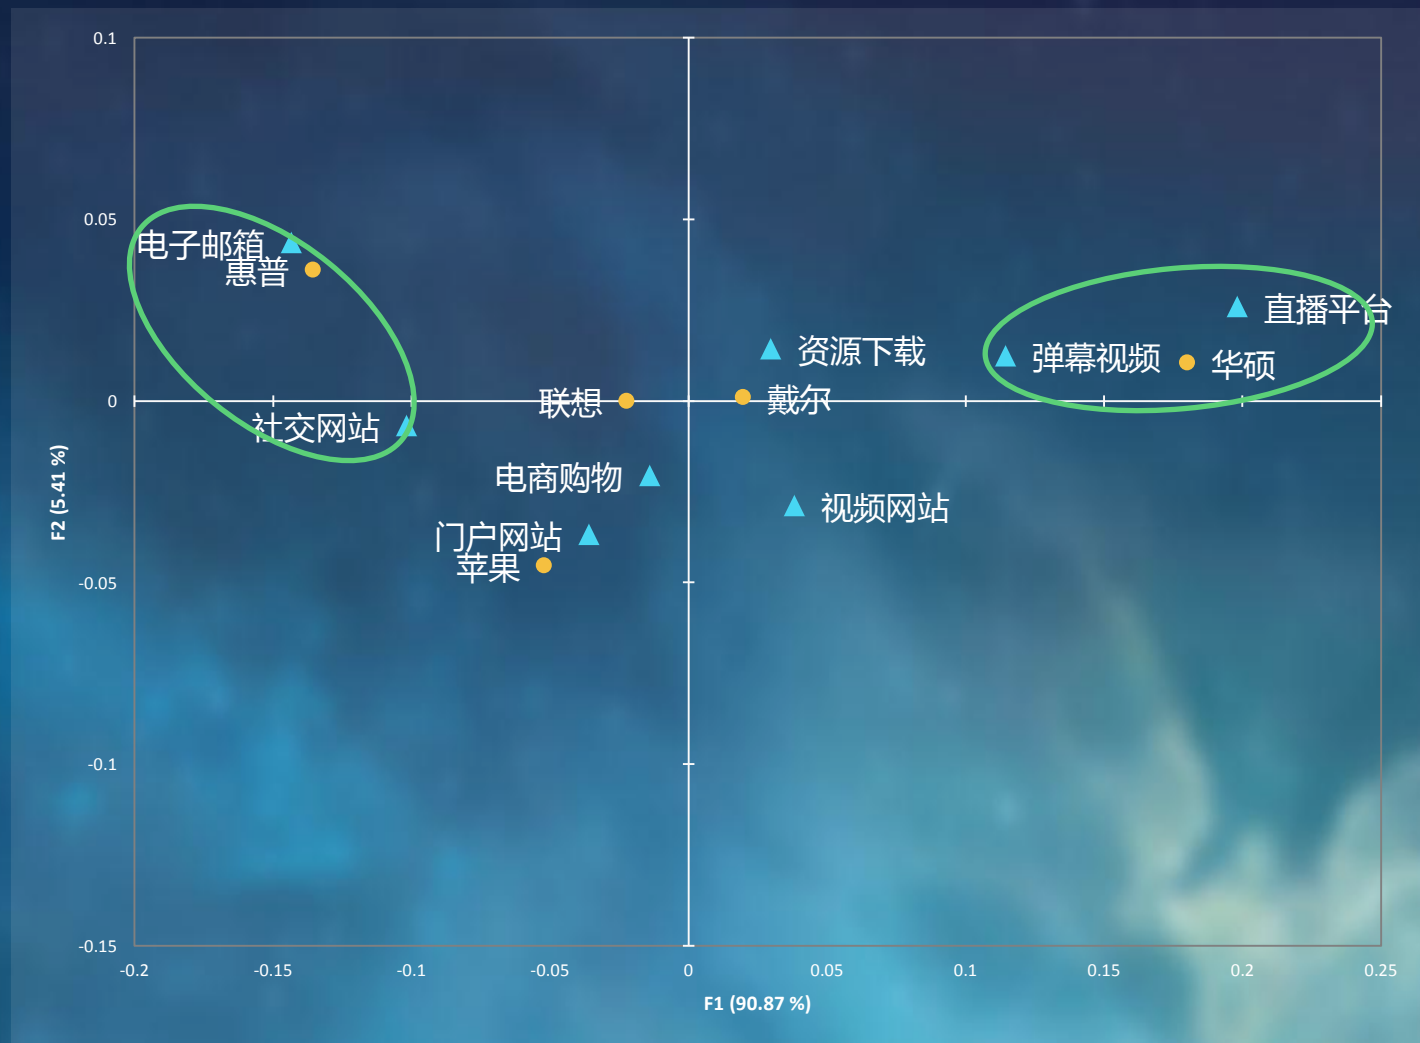 0.1
0.05
电子邮箱
惠普
直播平台
资源下载
弹幕视频
华硕
0
联想
戴尔
社交网站
电商购物
视频网站
门户网站
苹果
F2 (5.41 %)
-0.05
-0.1
-0.15
-0.2 -0.15 -0.1 -0.05 0 0.05 0.1 0.15 0.2 0.25
F1 (90.87 %)